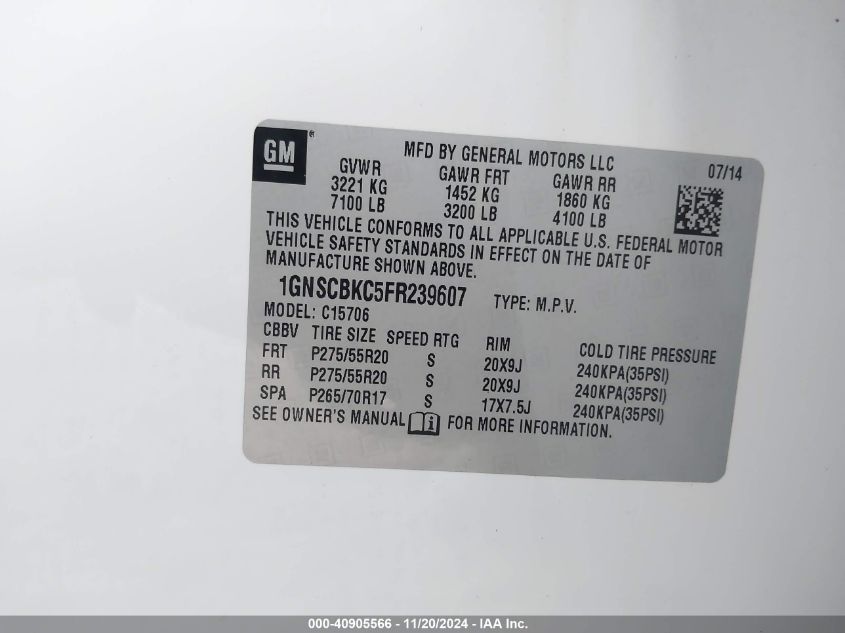 GM®
MFD BY GENERAL MOTORS LLC 07/14
GVWR GAWR FRT GAWR RR
3221 KG 1452 KG 1860 KG
7100 LB 3200 LB 4100 LB
THIS VEHICLE CONFORMS TO ALL APPLICABLE U.S. FEDERAL MOTOR
VEHICLE SAFETY STANDARDS IN EFFECT ON THE DATE OF
MANUFACTURE SHOWN ABOVE.
1GNSCBKC5FR239607 TYPE: M.P.V.
MODEL: C15706
CBBV TIRE SIZE SPEED RTG RIM COLD TIRE PRESSURE
FRT P275/55R20 S 20X9J 240KPA(35PSI)
RR P275/55R20 S 20X9J 240KPA(35PSI)
SPA P265/70R17 S 17X7.5J 240KPA(35PSI)
SEE OWNER'S MANUAL i FOR MORE INFORMATION.
000-40905566 - 11/20/2024 - IAA Inc.